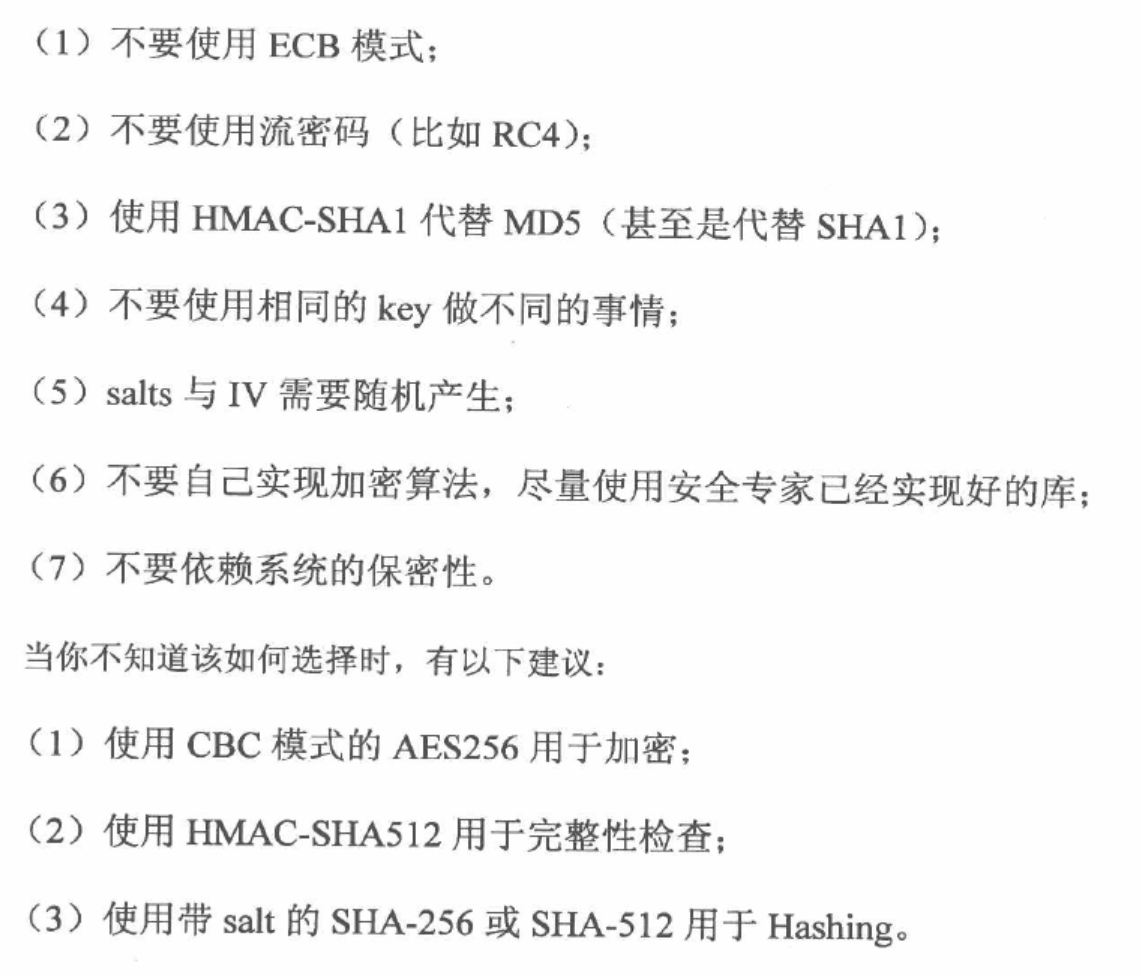 （1）不要使用 ECB 模式；
（2）不要使用流密码（比如 RC4）；
（3）使用 HMAC-SHA1 代替 MD5（甚至是代替 SHA1）；
（4）不要使用相同的 key 做不同的事情；
（5）salts 与 IV 需要随机产生；
（6）不要自己实现加密算法，尽量使用安全专家已经实现好的库；
（7）不要依赖系统的保密性。
当你不知道该如何选择时，有以下建议：
（1）使用 CBC 模式的 AES256 用于加密；
（2）使用 HMAC-SHA512 用于完整性检查；
（3）使用带 salt 的 SHA-256 或 SHA-512 用于 Hashing。